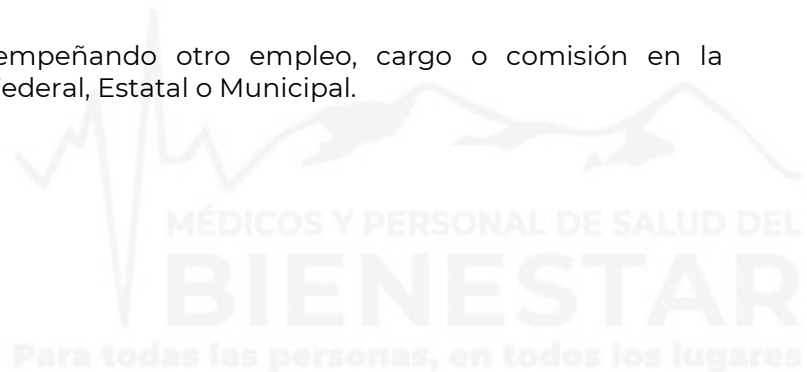 empeñando otro empleo, cargo o comisión en la
ederal, Estatal o Municipal.
MÉDICOS Y PERSONAL DE SALUD DEL
BIENESTAR
Para todas las personas, en todos los lugares